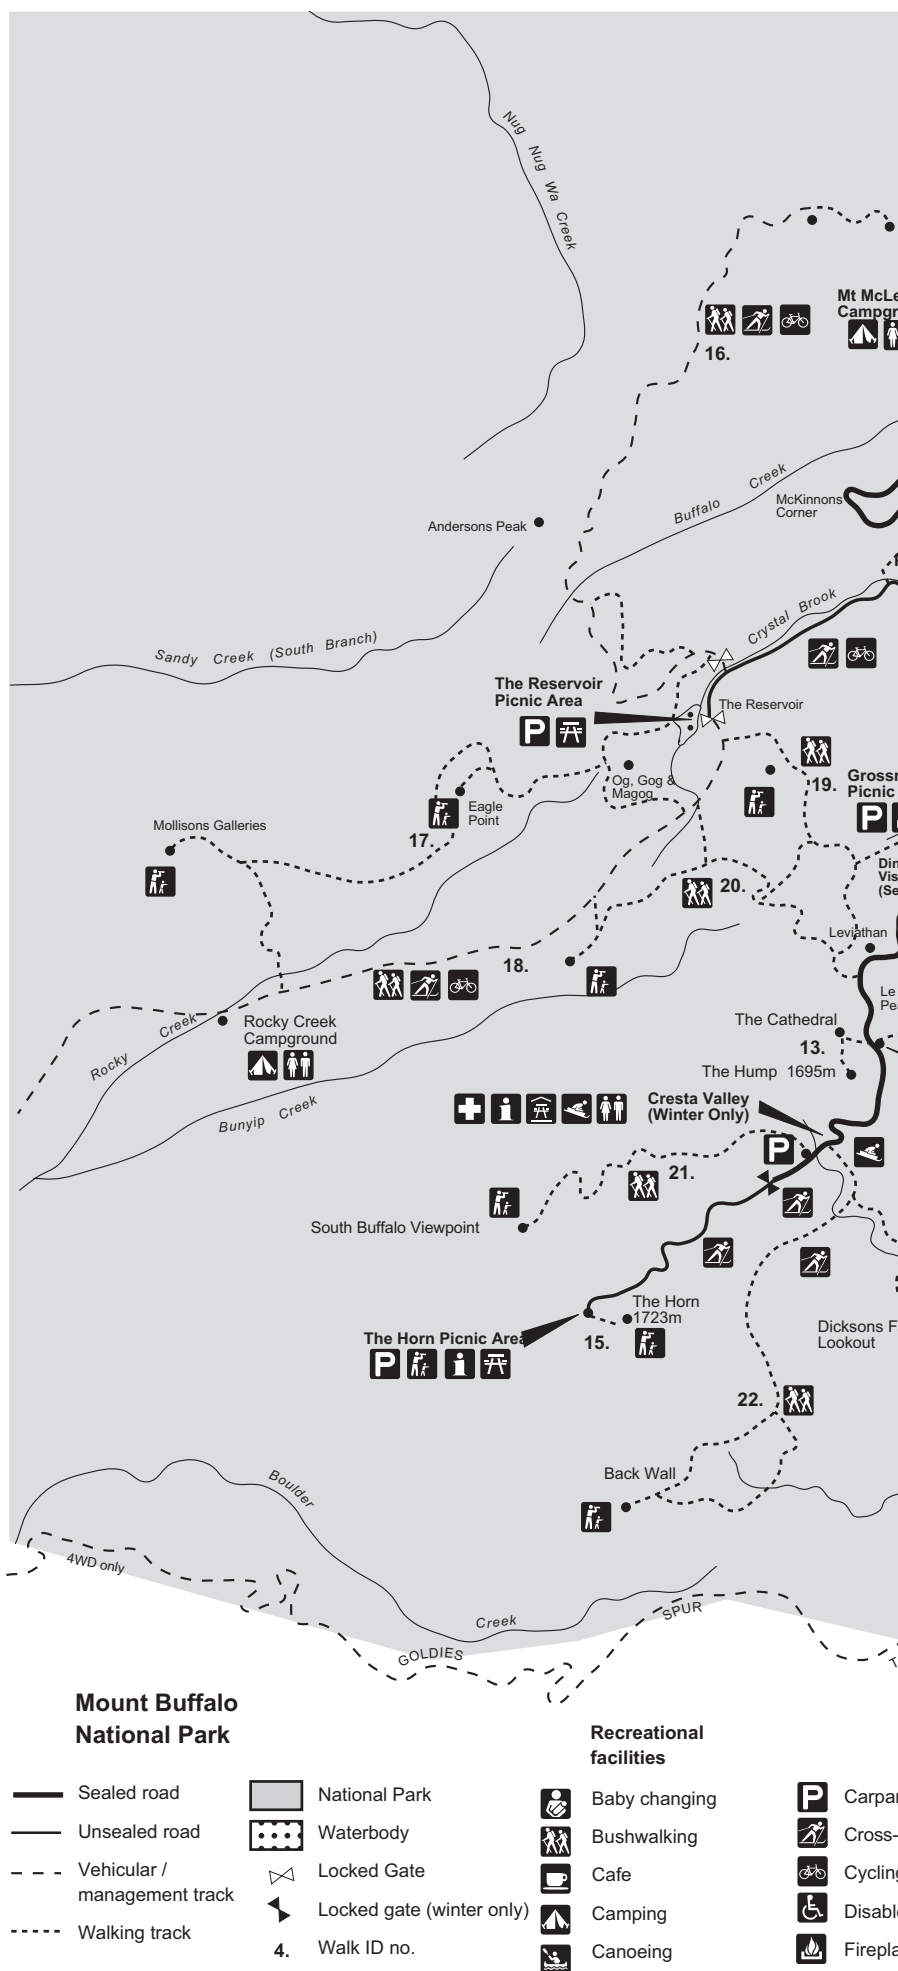 Nug Nug Wa Creek
16.
Mt McLe
Campgr
Buffalo Creek
McKinnons
Corner
Andersons Peak
Crystal Brook
Sandy Creek (South Branch)
The Reservoir
Picnic Area
P
The Reservoir
Og, Gog &
Magog
19.
Grossm
Picnic
P
Eagle
Point
17.
Mollisons Galleries
Din
Vis
(Se
20.
Leviathan
18.
Le
Pea
Rocky Creek
Rocky Creek
Campground
The Cathedral
13.
The Hump 1695m
Bunyip Creek
Cresta Valley
(Winter Only)
i
P
21.
South Buffalo Viewpoint
The Horn
1723m
The Horn Picnic Area
P
i
15.
Dicksons F
Lookout
22.
Back Wall
Boulder Creek
4WD only
GOLDIES SPUR
T
Mount Buffalo
National Park
Sealed road
Unsealed road
Vehicular /
management track
Walking track
National Park
Waterbody
Locked Gate
Locked gate (winter only)
4. Walk ID no.
Recreational
facilities
Baby changing
Bushwalking
Cafe
Camping
Canoeing
P Carpar
Cross-
Cycling
Disable
Firepla